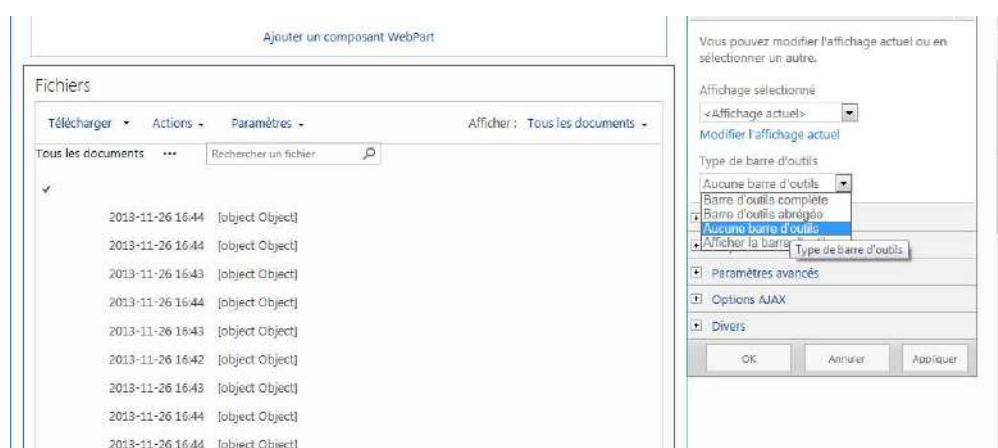 Ajouter un composant WebPart
Fichiers
Télécharger Actions Paramètres Afficher : Tous les documents
Tous les documents ... Rechercher un fichier
2013-11-26 16:44 [object Object]
2013-11-26 16:44 [object Object]
2013-11-26 16:43 [object Object]
2013-11-26 16:44 [object Object]
2013-11-26 16:43 [object Object]
2013-11-26 16:42 [object Object]
2013-11-26 16:43 [object Object]
2013-11-26 16:44 [object Object]
2013-11-26 16:44 [object Object]
Vous pouvez modifier l'affichage actuel ou en
sélectionner un autre.
Affichage sélectionné
<Affichage actuel>
Modifier l'affichage actuel
Type de barre d'outils
Aucune barre d'outils
Barre d'outils complète
Barre d'outils abrégée
Aucune barre d'outils
Afficher la barre
Type de barre d'outils
Paramètres avancés
Options AJAX
Divers
OK Annuler Appliquer